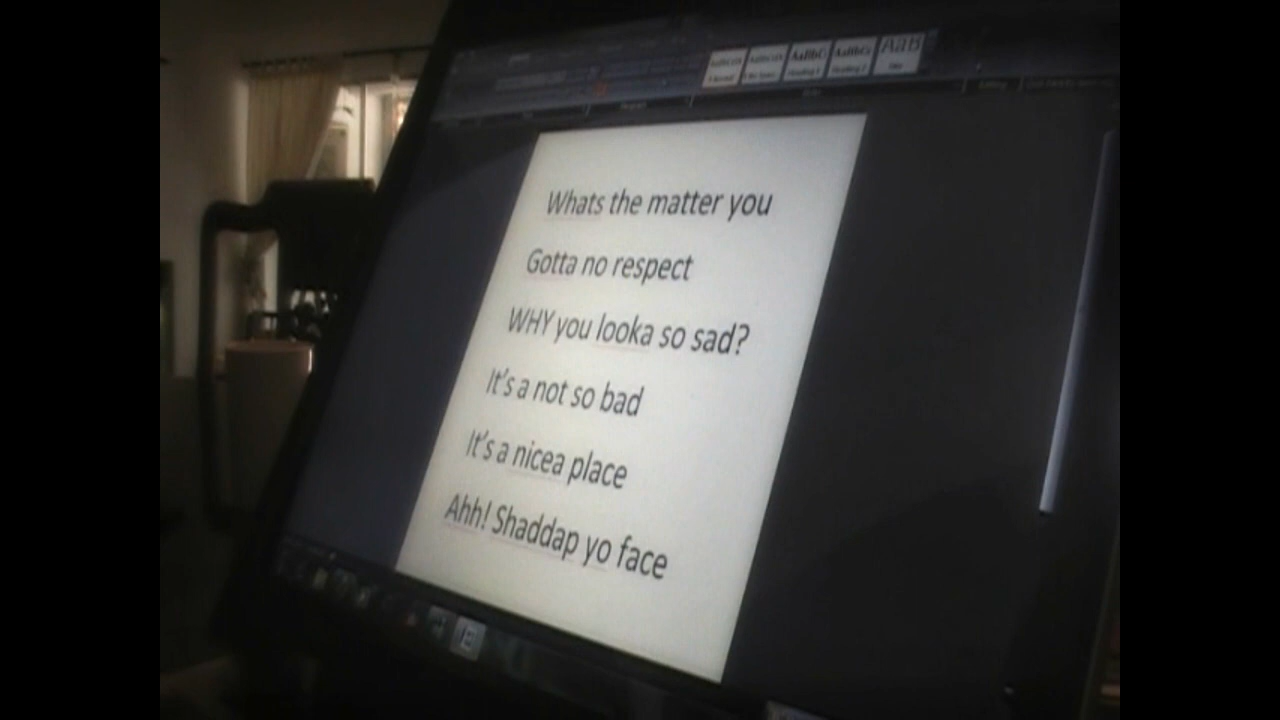 Whats the matter you
Gotta no respect
WHY you looka so sad?
It's a not so bad
It's a nicea place
Ahh! Shaddap yo face